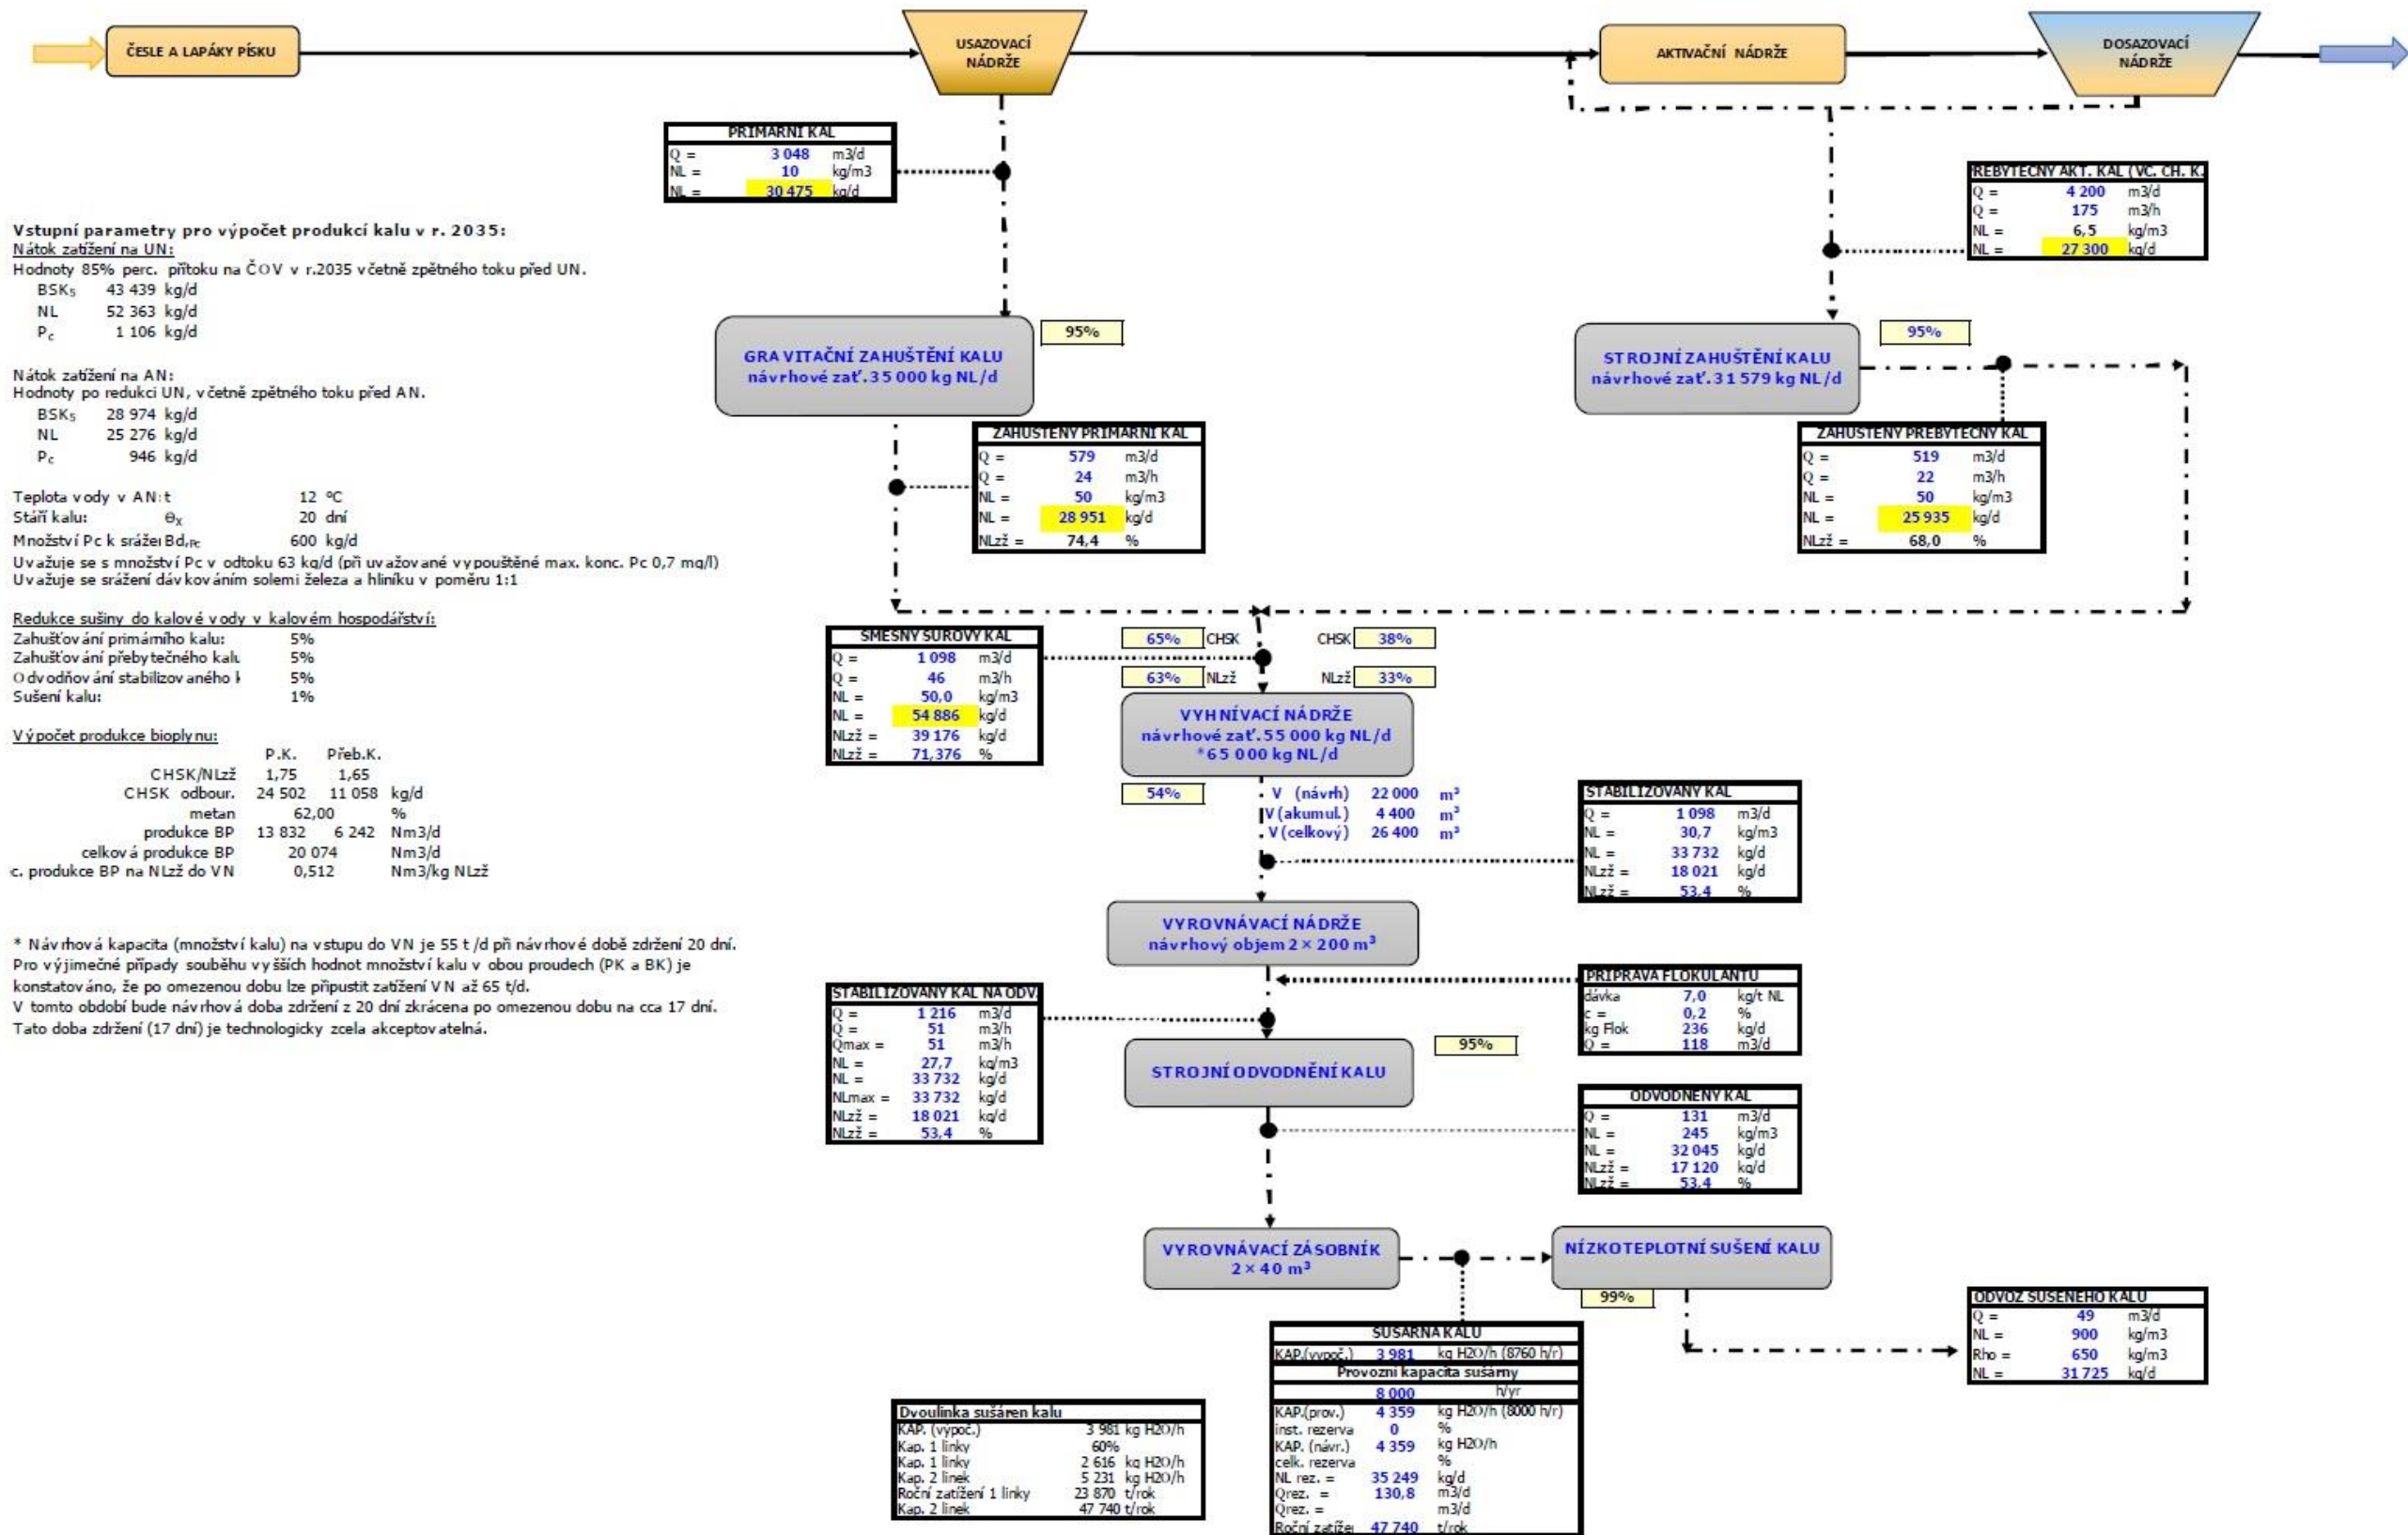 ČESLE A LAPÁKY PÍSKU
USAZOVACÍ
NÁDRŽE
AKTIVAČNÍ NÁDRŽE
DOSAZOVACÍ
NÁDRŽE
PRIMÁRNÍ KAL
Q = 3 048 m3/d
NL = 10 kg/m3
NL = 30 475 kg/d
ŘEBYTEČNÝ AKT. KAL (VČ. CH. K.
Q = 4 200 m3/d
Q = 175 m3/h
NL = 6,5 kg/m3
NL = 27 300 kg/d
Vstupní parametry pro výpočet produkcí kalu v r. 2035:
Nátok zatížení na UN:
Hodnoty 85% perc. přítoku na ČOV v r.2035 včetně zpětného toku před UN.
BSK5 43 439 kg/d
NL 52 363 kg/d
Pc 1 106 kg/d
Nátok zatížení na AN:
Hodnoty po redukci UN, včetně zpětného toku před AN.
BSK5 28 974 kg/d
NL 25 276 kg/d
Pc 946 kg/d
Teplota vody v AN: t 12 °C
Stáří kalu: Θx 20 dní
Množství Pc k srážei Bd,Pc 600 kg/d
Uvažuje se s množství Pc v odtoku 63 kg/d (při uvažované vypouštěné max. konc. Pc 0,7 mg/l)
Uvažuje se srážení dávkováním solemi železa a hliníku v poměru 1:1
Redukce sušiny do kalové vody v kalovém hospodářství:
Zahušťování primárního kalu: 5%
Zahušťování přebytečného kalu 5%
Odvodňování stabilizovaného k 5%
Sušení kalu: 1%
Výpočet produkce bioplynu:
P.K. Přeb.K.
CHSK/NLzž 1,75 1,65
CHSK odbour. 24 502 11 058 kg/d
metan 62,00 %
produkce BP 13 832 6 242 Nm3/d
celková produkce BP 20 074 Nm3/d
c. produkce BP na NLzž do VN 0,512 Nm3/kg NLzž
* Návrhová kapacita (množství kalu) na vstupu do VN je 55 t /d při návrhové době zdržení 20 dní.
Pro výjimečné případy souběhu vyšších hodnot množství kalu v obou proudech (PK a BK) je
konstatováno, že po omezenou dobu lze připustit zatížení VN až 65 t/d.
V tomto období bude návrhová doba zdržení z 20 dní zkrácena po omezenou dobu na cca 17 dní.
Tato doba zdržení (17 dní) je technologicky zcela akceptovatelná.
GRAVITAČNÍ ZAHUŠTĚNÍ KALU
návrhové zať.35 000 kg NL/d
95%
STROJNÍ ZAHUŠTĚNÍ KALU
návrhové zať.31 579 kg NL/d
95%
ZAHUŠTĚNÝ PRIMÁRNÍ KAL
Q = 579 m3/d
Q = 24 m3/h
NL = 50 kg/m3
NL = 28 951 kg/d
NLzž = 74,4 %
ZAHUŠTĚNÝ PŘEBYTEČNÝ KAL
Q = 519 m3/d
Q = 22 m3/h
NL = 50 kg/m3
NL = 25 935 kg/d
NLzž = 68,0 %
SMĚSNÝ SUROVÝ KAL
Q = 1 098 m3/d
Q = 46 m3/h
NL = 50,0 kg/m3
NL = 54 886 kg/d
NLzž = 39 176 kg/d
NLzž = 71,376 %
65% CHSK CHSK 38%
63% NLzž NLzž 33%
VYHNÍVACÍ NÁDRŽE
návrhové zať.55 000 kg NL/d
*65 000 kg NL/d
54%
V (návrh) 22 000 m³
V (akumul.) 4 400 m³
V (celkový) 26 400 m³
STABILIZOVANÝ KAL
Q = 1 098 m3/d
NL = 30,7 kg/m3
NL = 33 732 kg/d
NLzž = 18 021 kg/d
NLzž = 53,4 %
VYROVNÁVACÍ NÁDRŽE
návrhový objem 2 × 200 m³
PŘÍPRAVA FLOKULANTU
dávka 7,0 kg/t NL
c = 0,2 %
kg Flok 236 kg/d
Q = 118 m3/d
STABILIZOVANÝ KAL NA ODV.
Q = 1 216 m3/d
Q = 51 m3/h
Qmax = 51 m3/h
NL = 27,7 kg/m3
NL = 33 732 kg/d
NLmax = 33 732 kg/d
NLzž = 18 021 kg/d
NLzž = 53,4 %
STROJNÍ ODVODNĚNÍ KALU
95%
ODVODNĚNÝ KAL
Q = 131 m3/d
NL = 245 kg/m3
NL = 32 045 kg/d
NLzž = 17 120 kg/d
NLzž = 53,4 %
VYROVNÁVACÍ ZÁSOBNÍK
2 × 40 m³
NÍZKOTEPLOTNÍ SUŠENÍ KALU
99%
ODVOZ SUŠENÉHO KALU
Q = 49 m3/d
NL = 900 kg/m3
Rho = 650 kg/m3
NL = 31 725 kg/d
SUŠÁRNA KALU
KAP.(vypoč.) 3 981 kg H2O/h (8760 h/r)
Provozní kapacita sušárny
8 000 h/yr
KAP.(prov.) 4 359 kg H2O/h (8000 h/r)
inst. rezerva 0 %
KAP. (návr.) 4 359 kg H2O/h
celk. rezerva %
NL rez. = 35 249 kg/d
Qrez. = 130,8 m3/d
Qrez. = m3/d
Roční zatíže 47 740 t/rok
Dvoulinka sušáren kalu
KAP. (výpoč.) 3 981 kg H2O/h
Kap. 1 linky 60%
Kap. 1 linky 2 616 kg H2O/h
Kap. 2 linek 5 231 kg H2O/h
Roční zatížení 1 linky 23 870 t/rok
Kap. 2 linek 47 740 t/rok